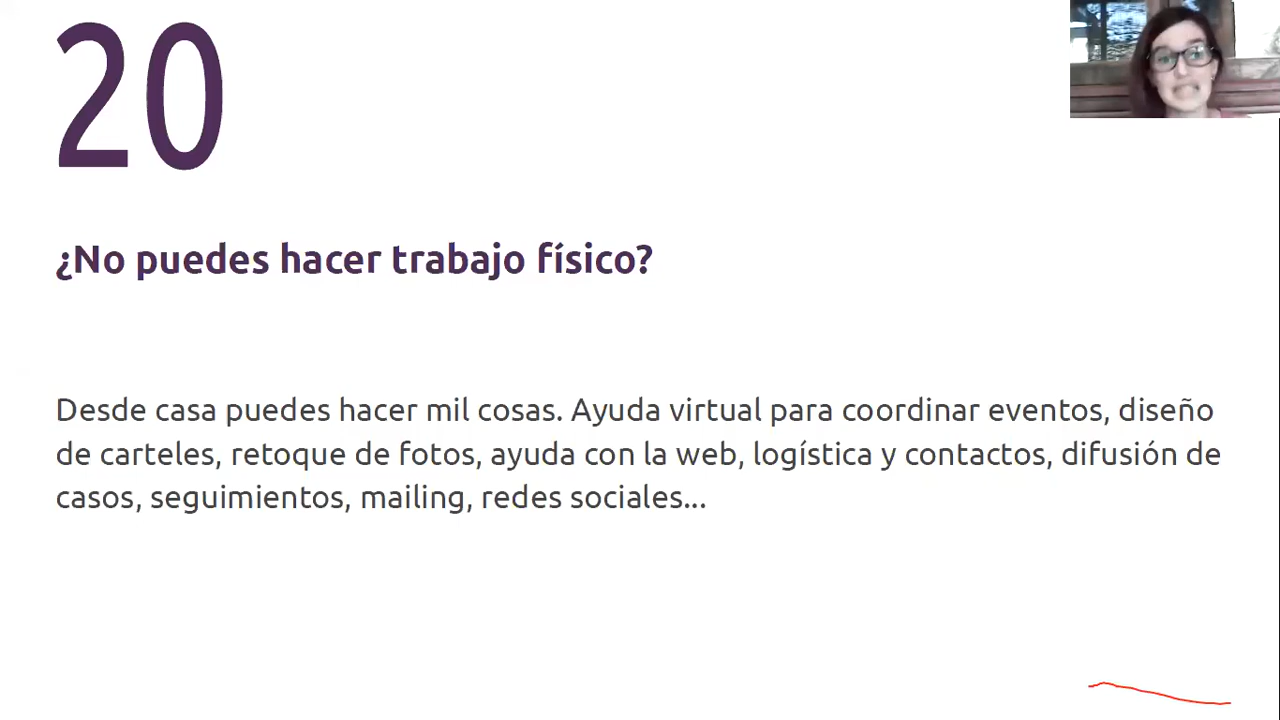 20
¿No puedes hacer trabajo físico?
Desde casa puedes hacer mil cosas. Ayuda virtual para coordinar eventos, diseño
de carteles, retoque de fotos, ayuda con la web, logística y contactos, difusión de
casos, seguimientos, mailing, redes sociales...